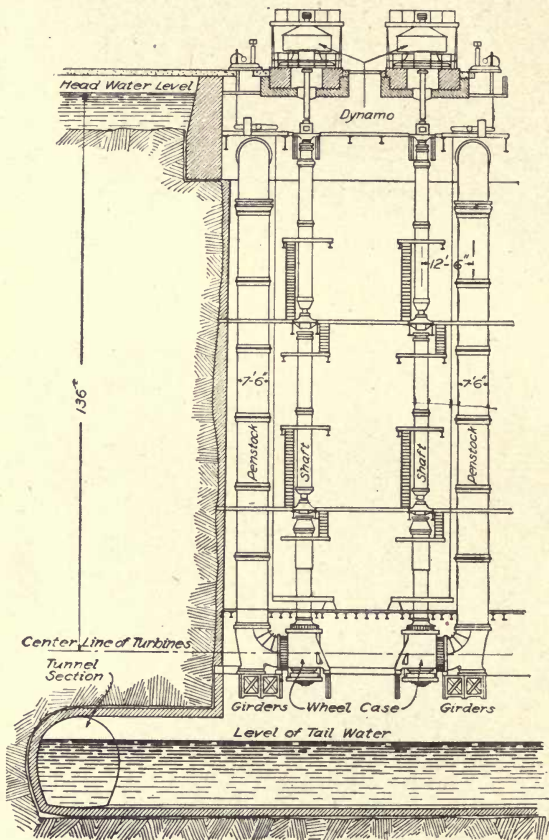 Head Water Level
Dynamo
12'-6"
7'-6"
7'-6"
136'±
Penstock
Shaft
Shaft
Penstock
Center Line of Turbines
Tunnel
Section
Girders
Wheel Case
Girders
Level of Tail Water